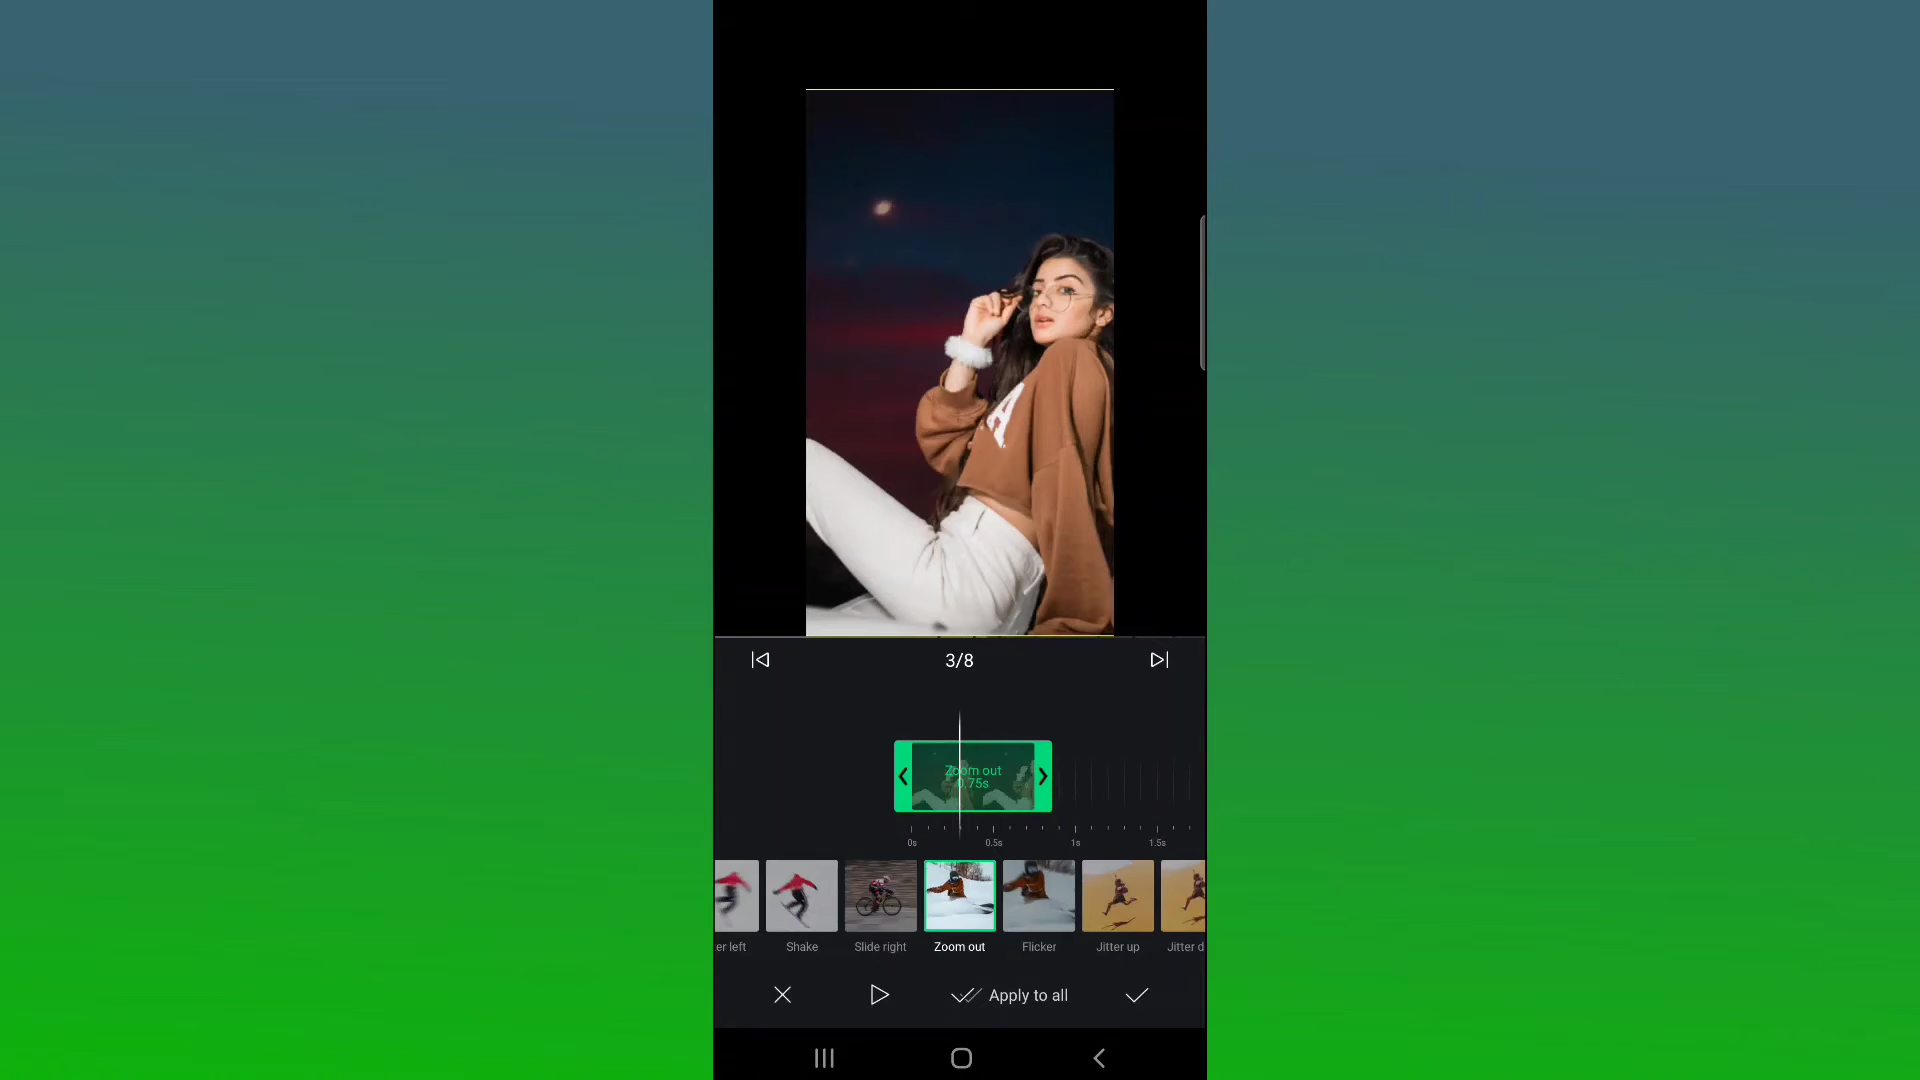 A
3/8
Zoom out
0.75s
0s 0.5s 1s 1.5s
er left Shake Slide right Zoom out Flicker Jitter up Jitter d
Apply to all